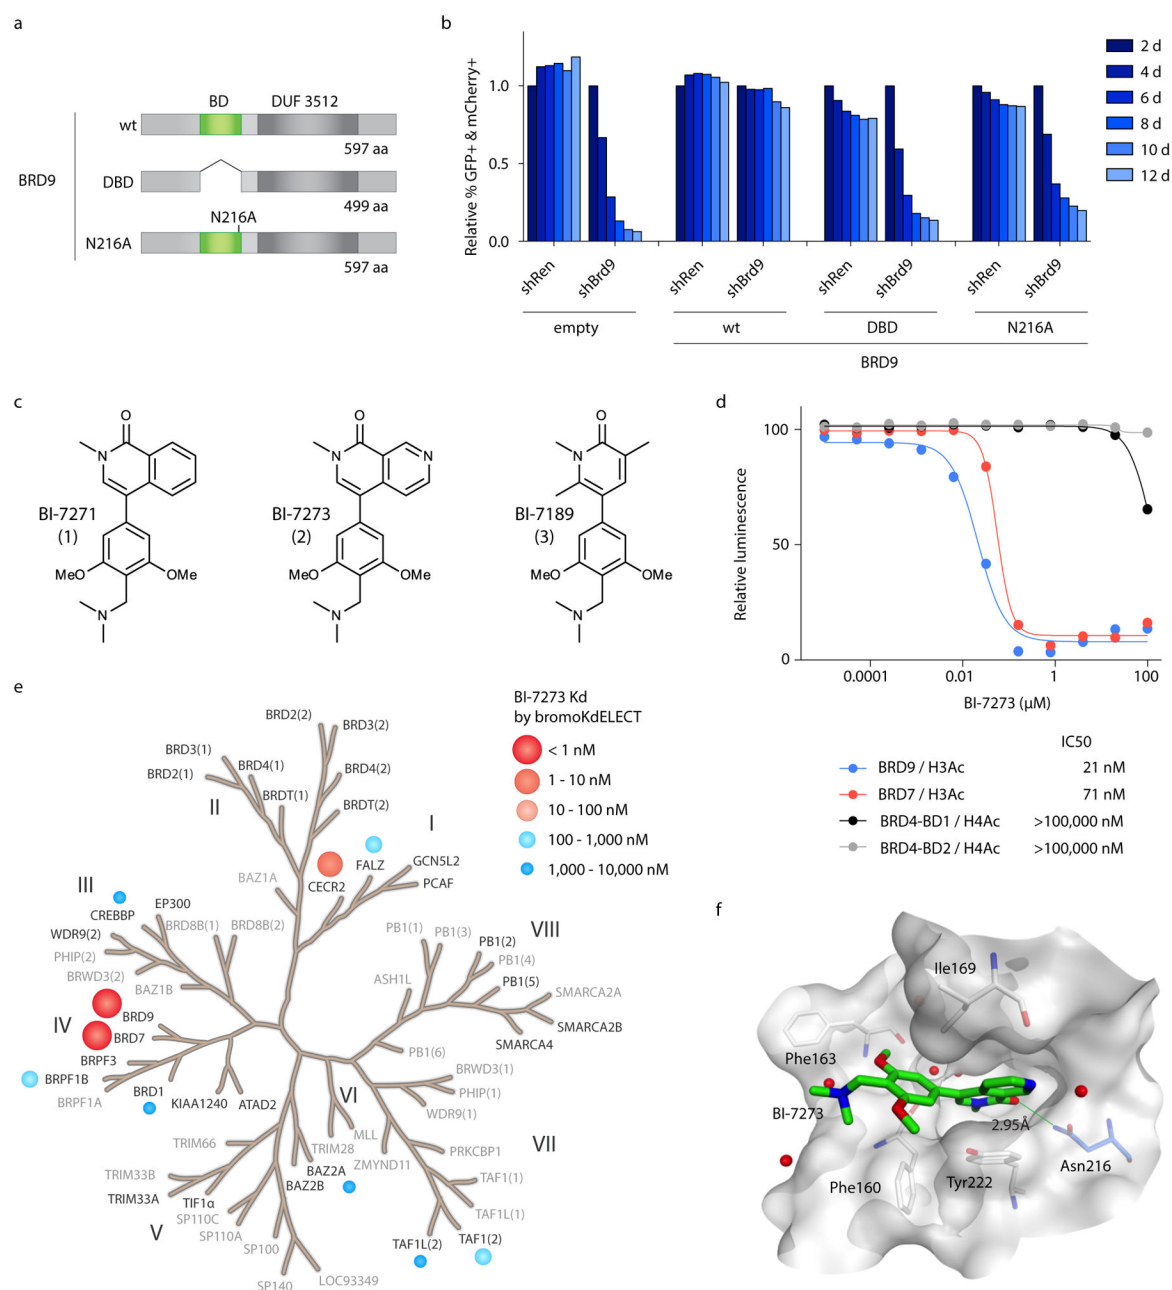 a
BD
DUF 3512
wt
597 aa
BRD9
DBD
499 aa
N216A
N216A
597 aa
b
Relative % GFP+ & mCherry+
1.0
0.5
0.0
shRen
shBrd9
shRen
shBrd9
shRen
shBrd9
shRen
shBrd9
empty
wt
DBD
N216A
BRD9
2 d
4 d
6 d
8 d
10 d
12 d
c
O
N
BI-7271
(1)
MeO
OMe
N
O
N
N
BI-7273
(2)
MeO
OMe
N
O
N
BI-7189
(3)
MeO
OMe
N
d
Relative luminescence
100
50
0
0.0001
0.01
1
100
BI-7273 (μM)
IC50
BRD9 / H3Ac 21 nM
BRD7 / H3Ac 71 nM
BRD4-BD1 / H4Ac >100,000 nM
BRD4-BD2 / H4Ac >100,000 nM
e
BI-7273 Kd
by bromoKdELECT
< 1 nM
1 - 10 nM
10 - 100 nM
100 - 1,000 nM
1,000 - 10,000 nM
BRD2(2)
BRD3(2)
BRD3(1)
BRD2(1)
BRD4(1)
BRD4(2)
BRDT(1)
BRDT(2)
II
I
FALZ
GCN5L2
PCAF
CECR2
BAZ1A
III
CREBBP
EP300
WDR9(2)
BRD8B(1)
BRD8B(2)
PHIP(2)
BRWD3(2)
BAZ1B
IV
BRD9
BRD7
BRPF3
BRPF1B
BRPF1A
BRD1
KIAA1240
ATAD2
VIII
PB1(1)
PB1(3)
PB1(2)
PB1(4)
ASH1L
PB1(5)
SMARCA2A
SMARCA2B
SMARCA4
PB1(6)
BRWD3(1)
PHIP(1)
WDR9(1)
VI
VII
MLL
TRIM28
ZMYND11
PRKCBP1
TAF1(1)
TAF1L(1)
TAF1(2)
TAF1L(2)
BAZ2A
BAZ2B
TRIM66
TRIM33B
TRIM33A
TIF1α
V
SP110C
SP110A
SP100
SP140
LOC93349
f
Ile169
Phe163
BI-7273
2.95Å
Asn216
Phe160
Tyr222